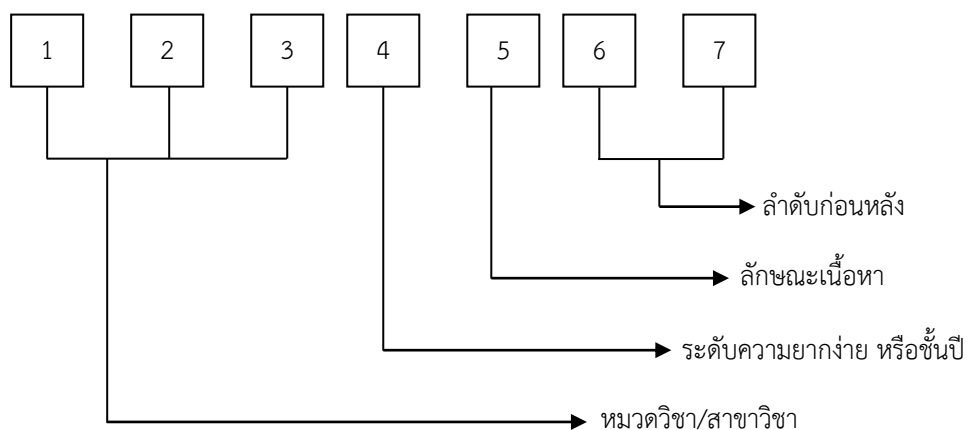 1 2 3 4 5 6 7
ลำดับก่อนหลัง
ลักษณะเนื้อหา
ระดับความยากง่าย หรือชั้นปี
หมวดวิชา/สาขาวิชา